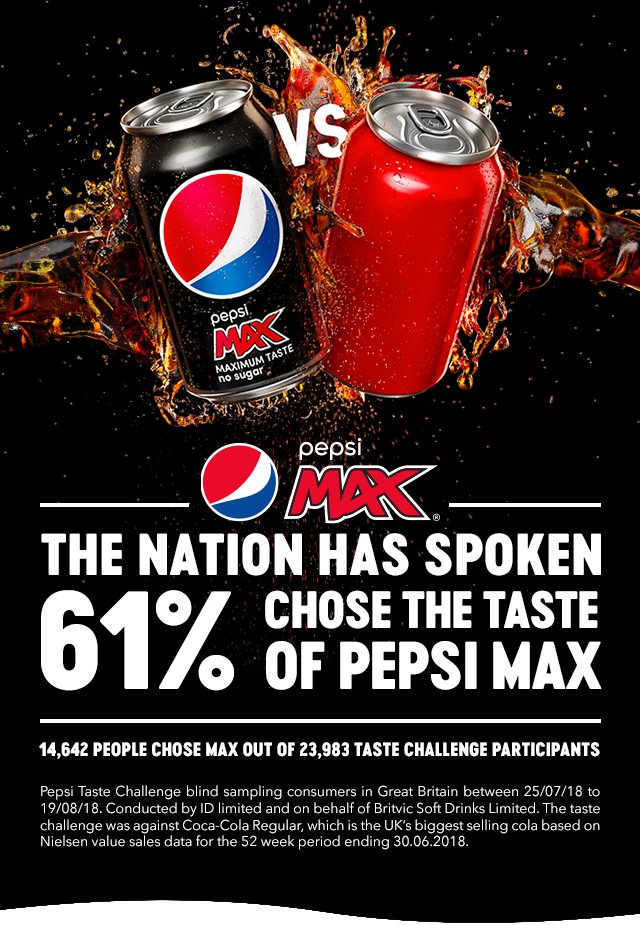 VS
pepsi
MAX
MAXIMUM TASTE
no sugar
pepsi
MAX®
THE NATION HAS SPOKEN
61% CHOSE THE TASTE
OF PEPSI MAX
14,642 PEOPLE CHOSE MAX OUT OF 23,983 TASTE CHALLENGE PARTICIPANTS
Pepsi Taste Challenge blind sampling consumers in Great Britain between 25/07/18 to
19/08/18. Conducted by ID limited and on behalf of Britvic Soft Drinks Limited. The taste
challenge was against Coca-Cola Regular, which is the UK's biggest selling cola based on
Nielsen value sales data for the 52 week period ending 30.06.2018.